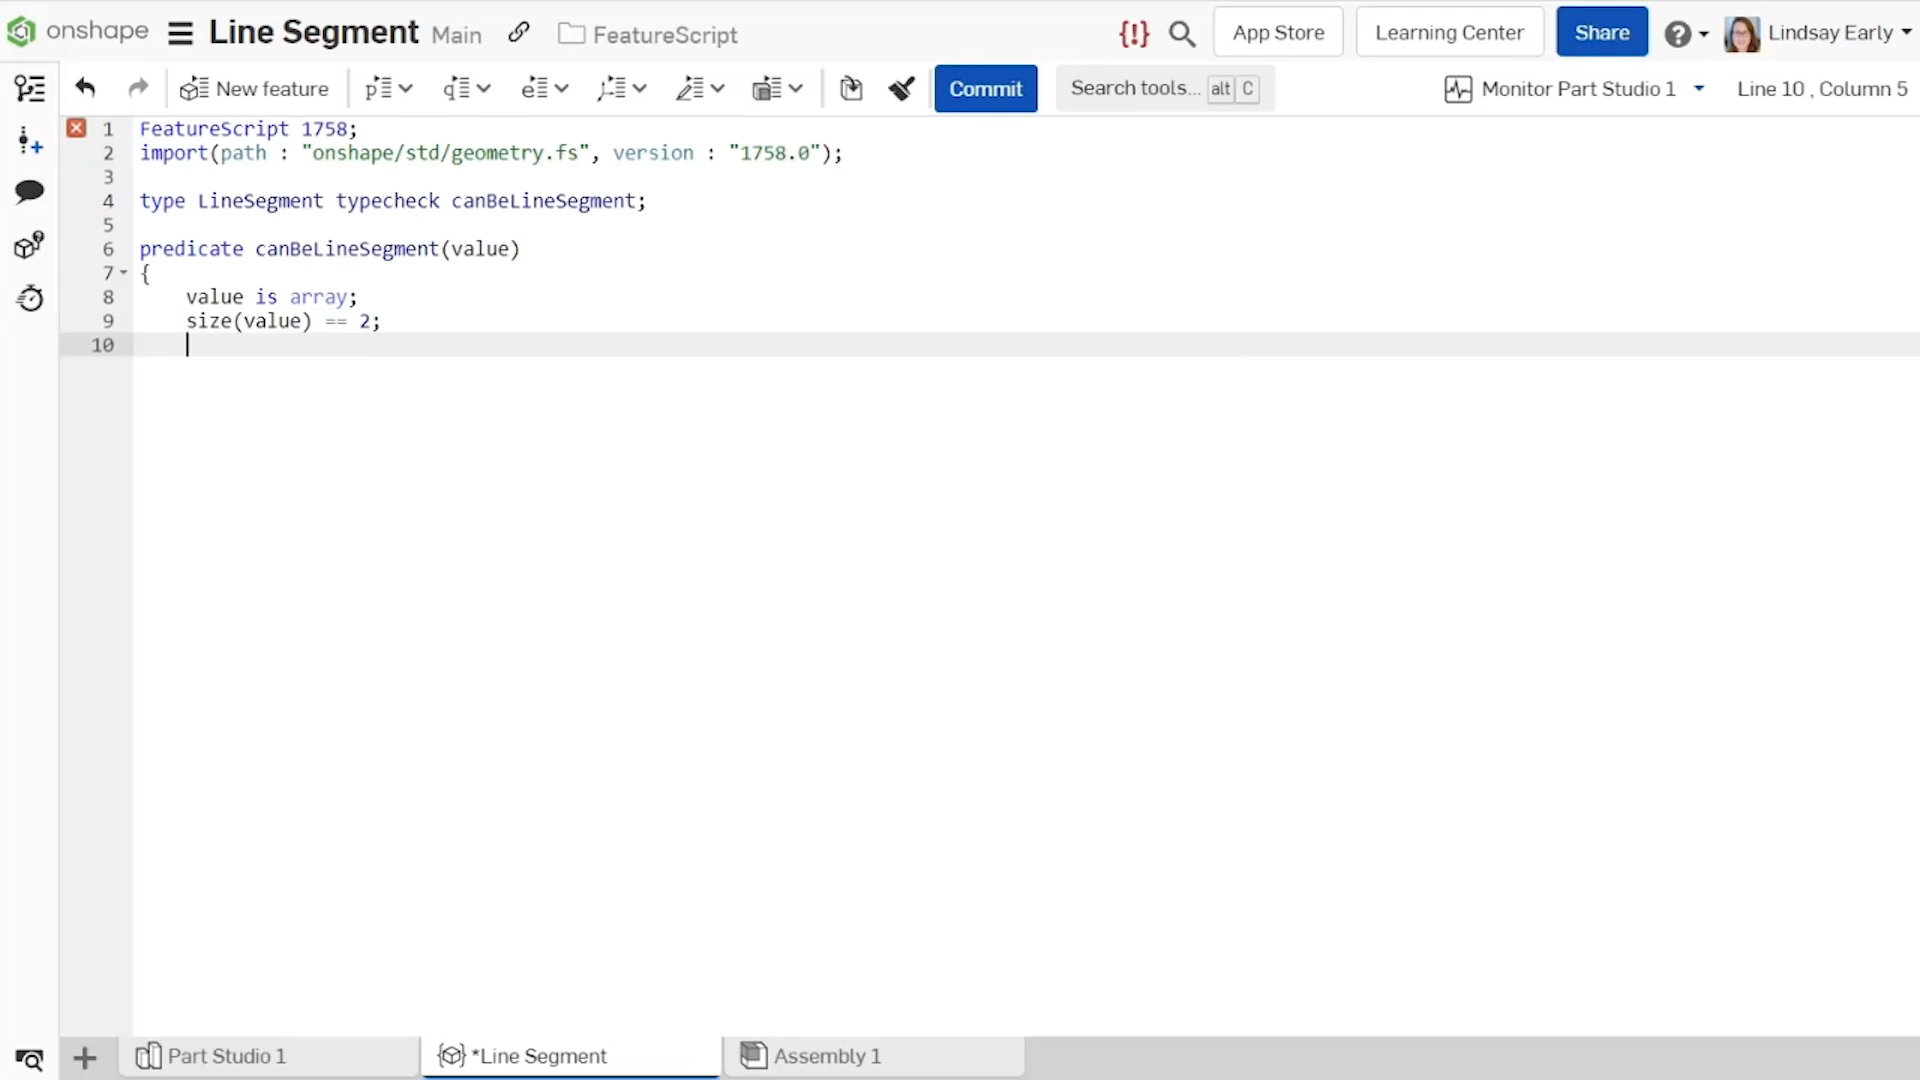 onshape Line Segment Main FeatureScript {!} App Store Learning Center Share Lindsay Early
New feature Commit Search tools... alt C Monitor Part Studio 1 Line 10 , Column 5
1 FeatureScript 1758;
2 import(path : "onshape/std/geometry.fs", version : "1758.0");
3
4 type LineSegment typecheck canBeLineSegment;
5
6 predicate canBeLineSegment(value)
7 {
8 value is array;
9 size(value) == 2;
10
Part Studio 1 *Line Segment Assembly 1